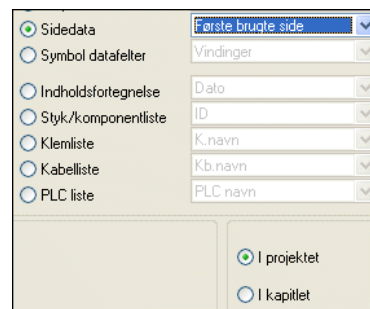 Sidedata Første brugte side
Symbol datafelter Vindinger
Indholdsfortegnelse Dato
Styk/komponentliste ID
Klemliste K.navn
Kabelliste Kb.navn
PLC liste PLC navn
I projektet
I kapitlet